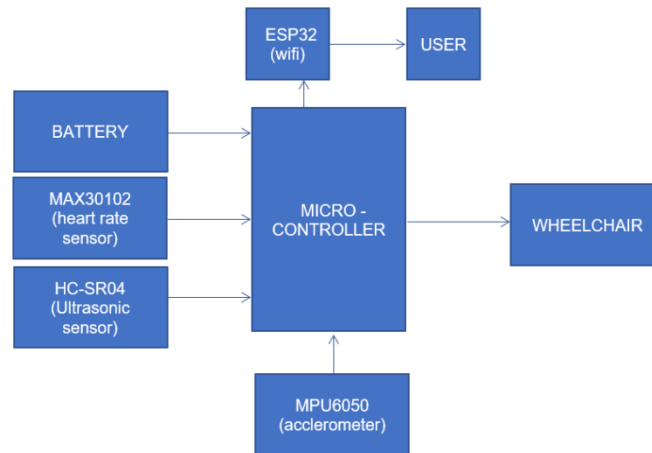 ESP32
(wifi)
USER
BATTERY
MAX30102
(heart rate
sensor)
HC-SR04
(Ultrasonic
sensor)
MICRO -
CONTROLLER
WHEELCHAIR
MPU6050
(acclerometer)